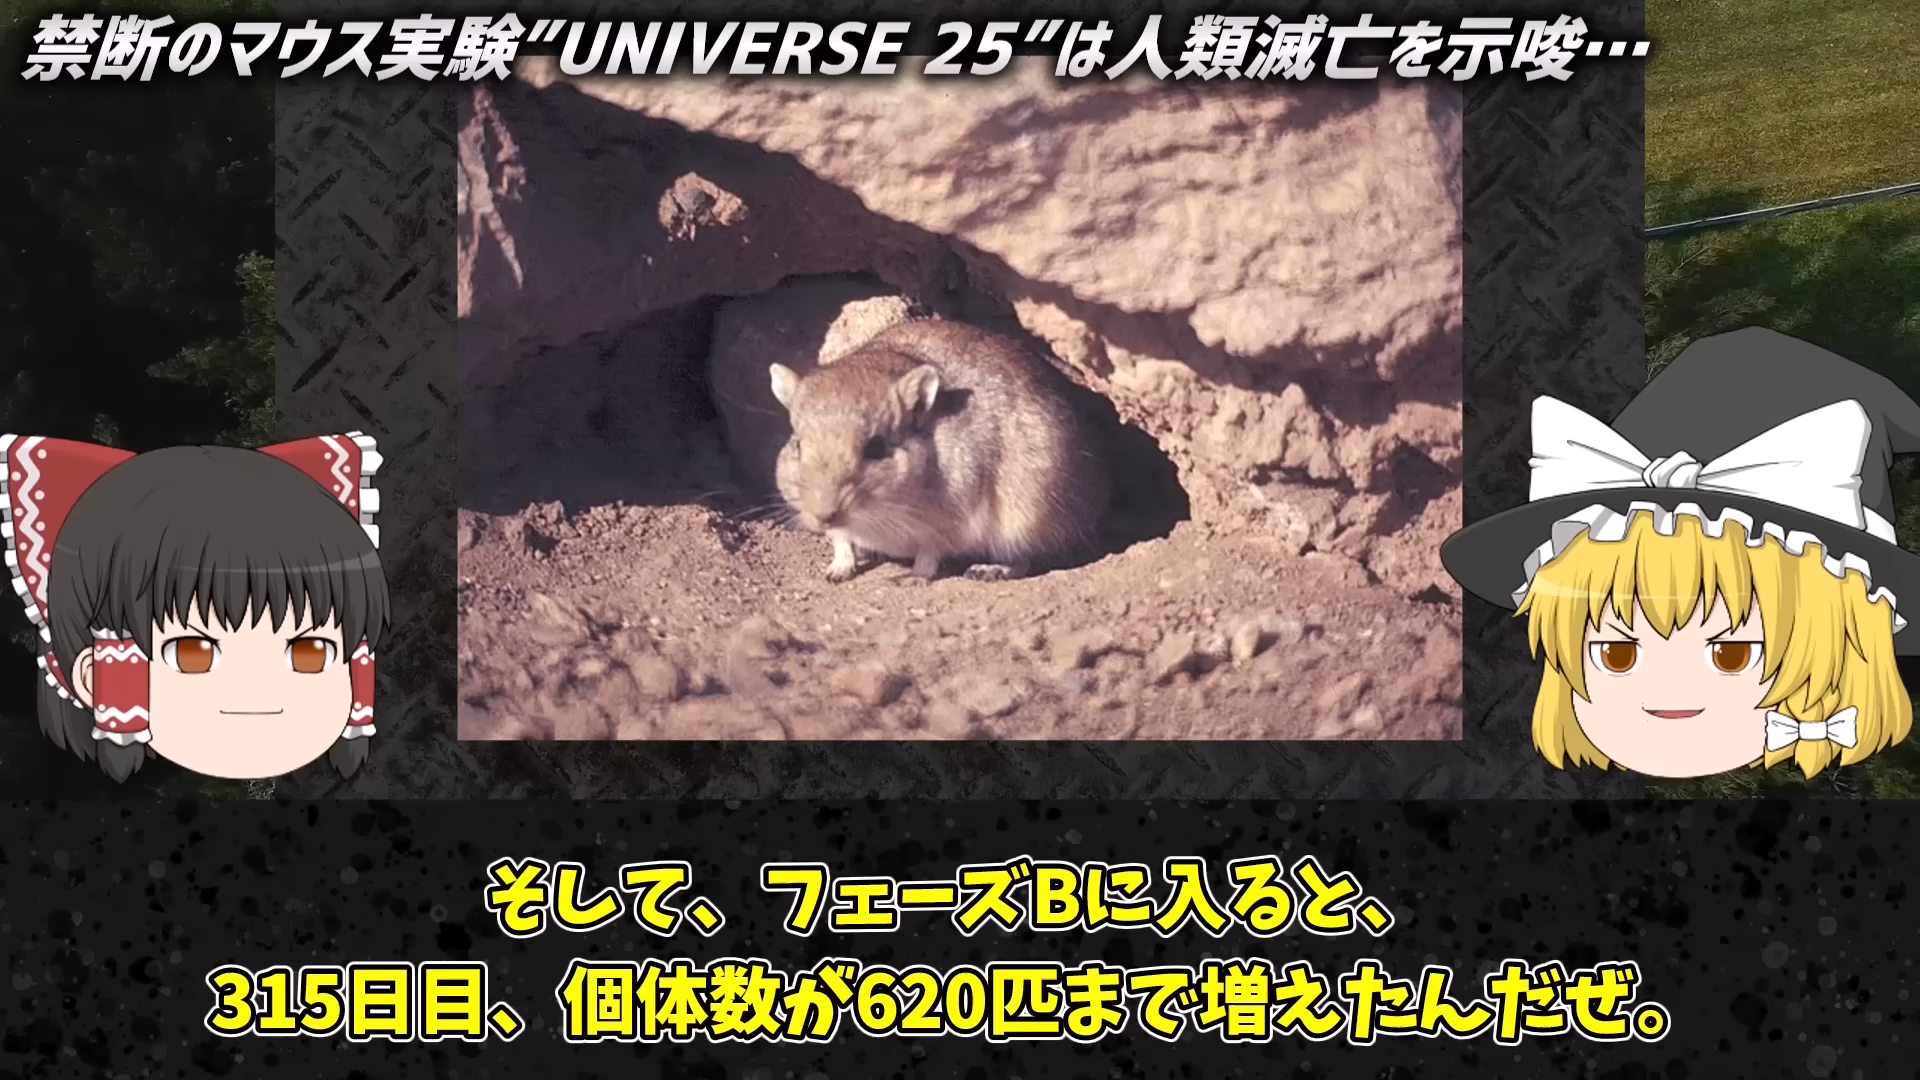 禁断のマウス実験”UNIVERSE 25”は人類滅亡を示唆…
そして、フェーズBに入ると、
315日目、個体数が620匹まで増えたんだぜ。